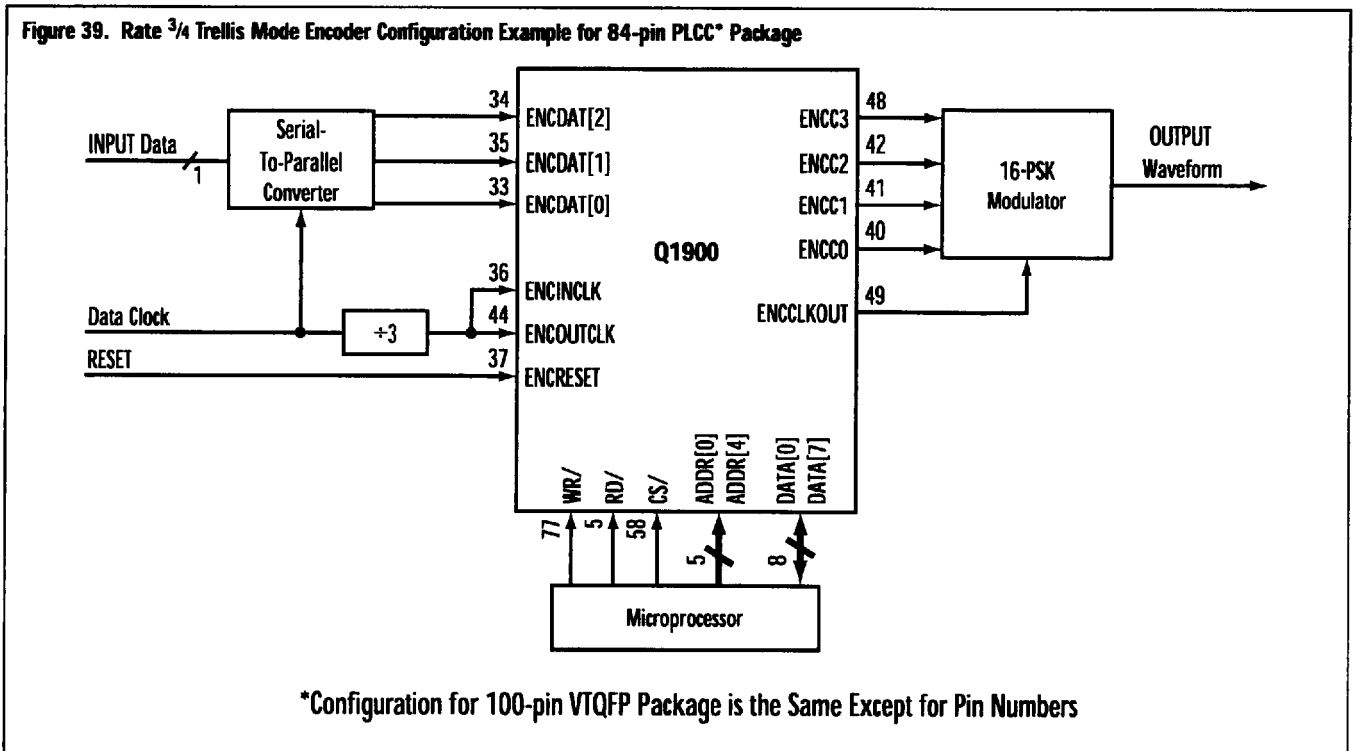 Figure 39. Rate 3/4 Trellis Mode Encoder Configuration Example for 84-pin PLCC* Package
INPUT Data
1
Serial-
To-Parallel
Converter
34
ENCDAT[2]
35
ENCDAT[1]
33
ENCDAT[0]
36
ENCINCLK
Data Clock
÷3
44
ENCOUTCLK
RESET
37
ENCRESET
Q1900
ENCC3
48
ENCC2
42
ENCC1
41
ENCC0
40
ENCCLKOUT
49
16-PSK
Modulator
OUTPUT
Waveform
WR/
RD/
CS/
ADDR[0]
ADDR[4]
DATA[0]
DATA[7]
77
5
58
5
8
Microprocessor
*Configuration for 100-pin VTQFP Package is the Same Except for Pin Numbers